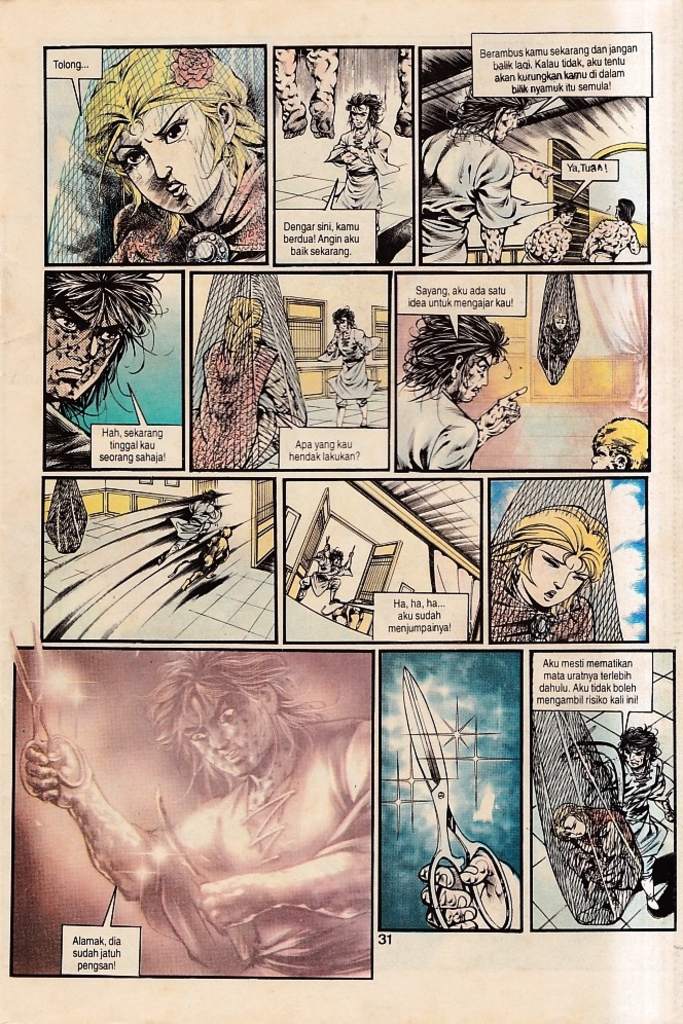 Tolong...
Dengar sini, kamu
berdua! Angin aku
baik sekarang.
Berambus kamu sekarang dan jangan
balik lagi. Kalau tidak, aku tentu
akan kurungkan kamu di dalam
bilik nyamuk itu semula!
Ya, Tuan!
Hah, sekarang
tinggal kau
seorang sahaja!
Apa yang kau
hendak lakukan?
Sayang, aku ada satu
idea untuk mengajar kau!
Ha, ha, ha...
aku sudah
menjumpainya!
Alamak, dia
sudah jatuh
pengsan!
Aku mesti mematikan
mata uratnya terlebih
dahulu. Aku tidak boleh
mengambil risiko kali ini!
31